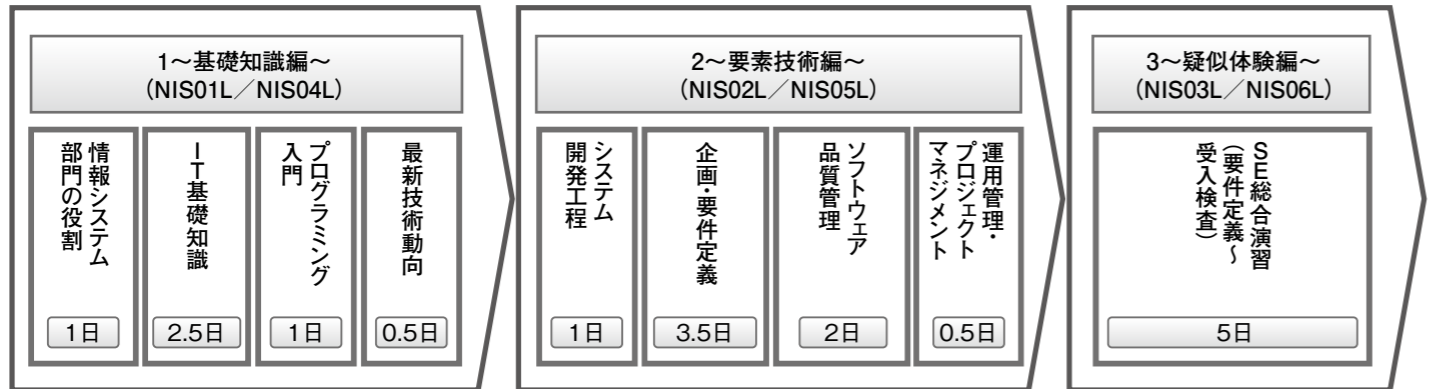 1～基礎知識編～
（NIS01L／NIS04L）
情報システム
部門の役割
1日
IT基礎知識
2.5日
プログラミング
入門
1日
最新技術動向
0.5日
2～要素技術編～
（NIS02L／NIS05L）
システム
開発工程
1日
企画・要件定義
3.5日
ソフトウェア
品質管理
2日
運用管理・
プロジェクト
マネジメント
0.5日
3～疑似体験編～
（NIS03L／NIS06L）
SE総合演習
（要件定義～
受入検査）
5日